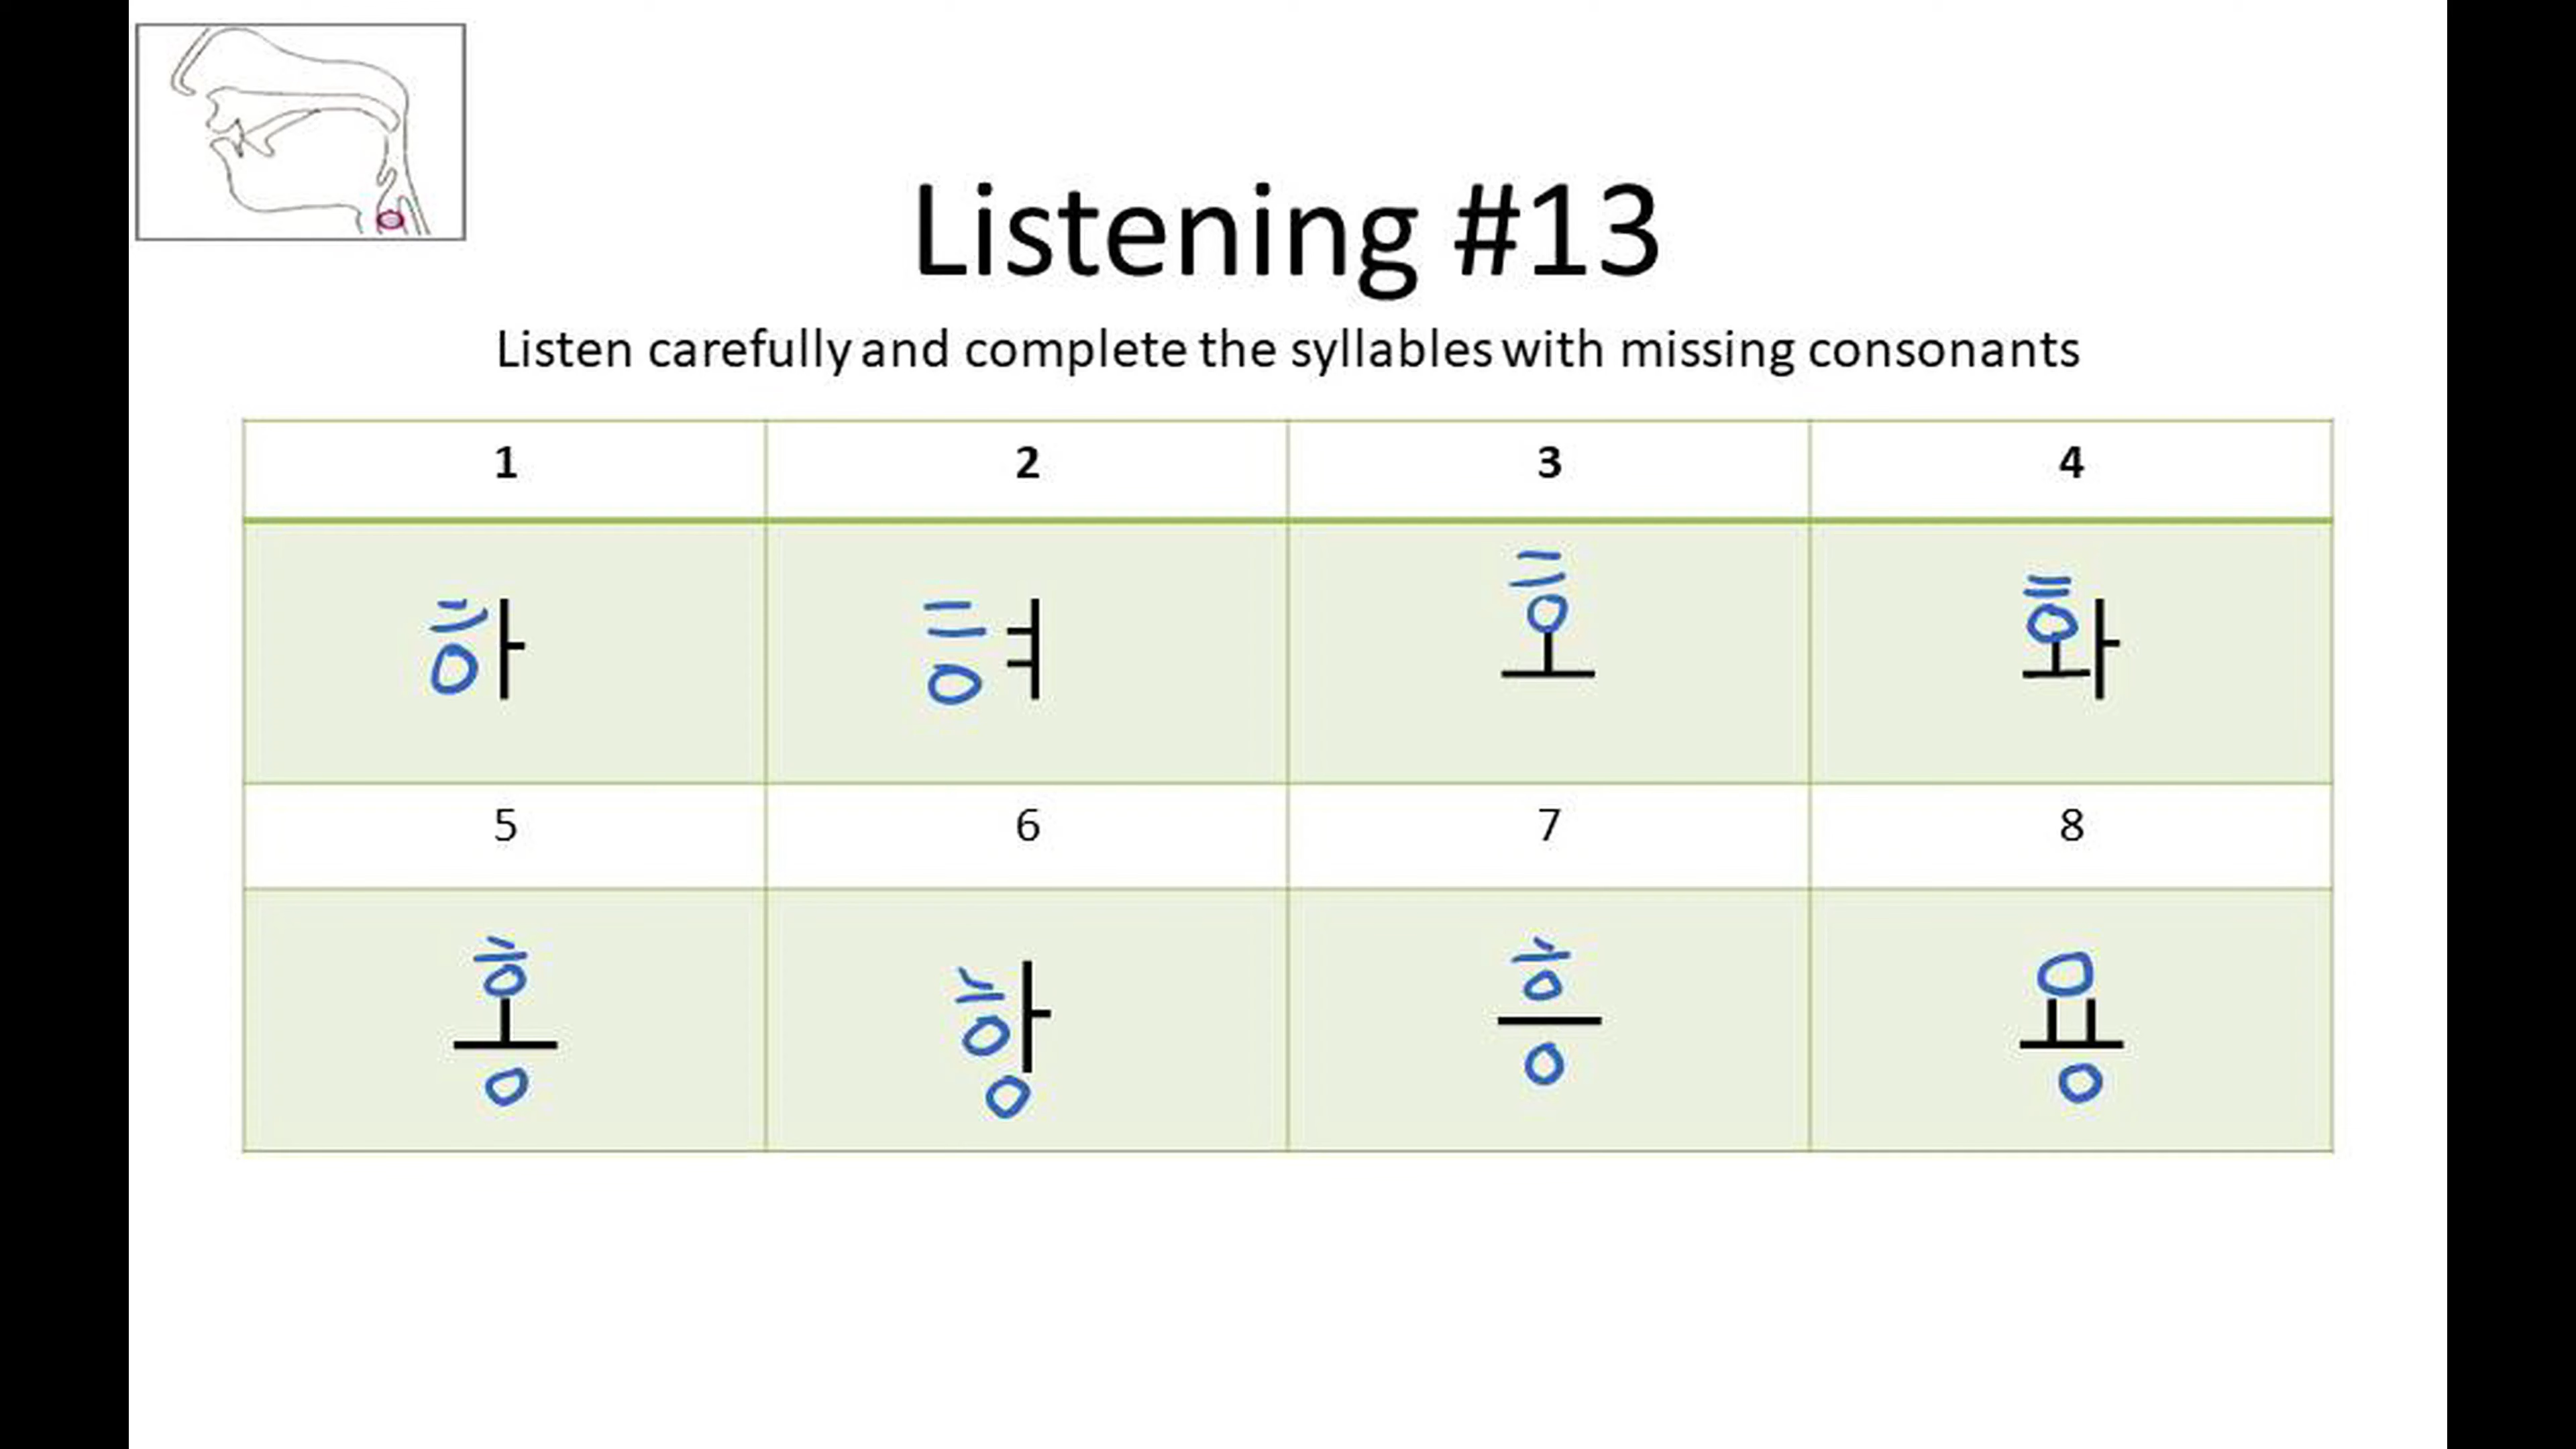 Listening #13
Listen carefully and complete the syllables with missing consonants
1 2 3 4
하 혀 호 화
5 6 7 8
홍 항 흥 용